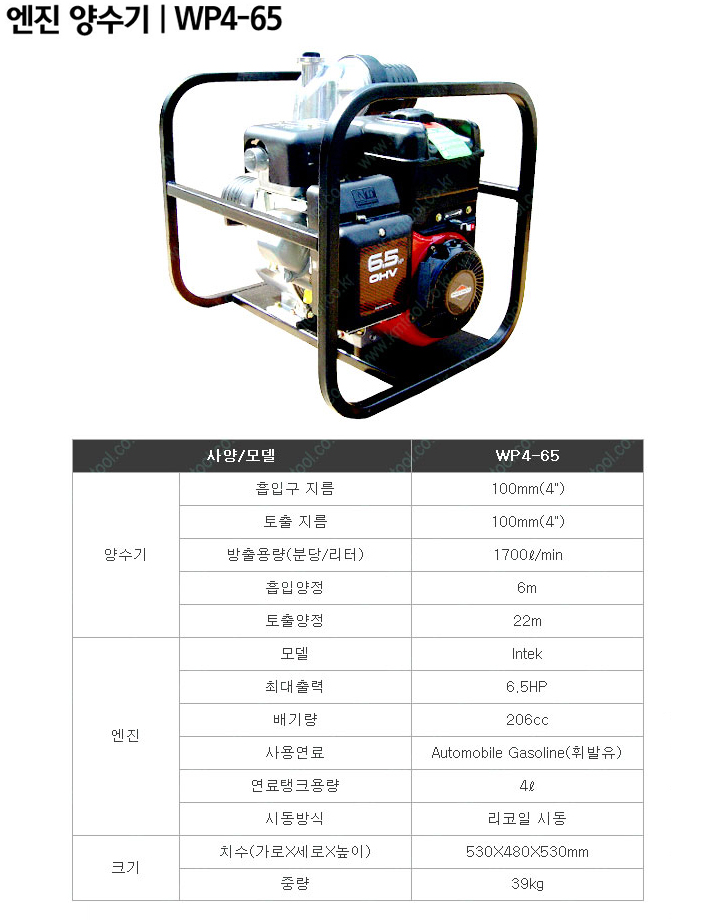 엔진 양수기 | WP4-65
6.5
OHV
www.kmtool.co.kr
사양/모델 WP4-65
양수기
흡입구 지름 100mm(4")
토출 지름 100mm(4")
방출용량(분당/리터) 1700ℓ/min
흡입양정 6m
토출양정 22m
엔진
모델 Intek
최대출력 6.5HP
배기량 206cc
사용연료 Automobile Gasoline(휘발유)
연료탱크용량 4ℓ
시동방식 리코일 시동
크기
치수(가로X세로X높이) 530X480X530mm
중량 39kg